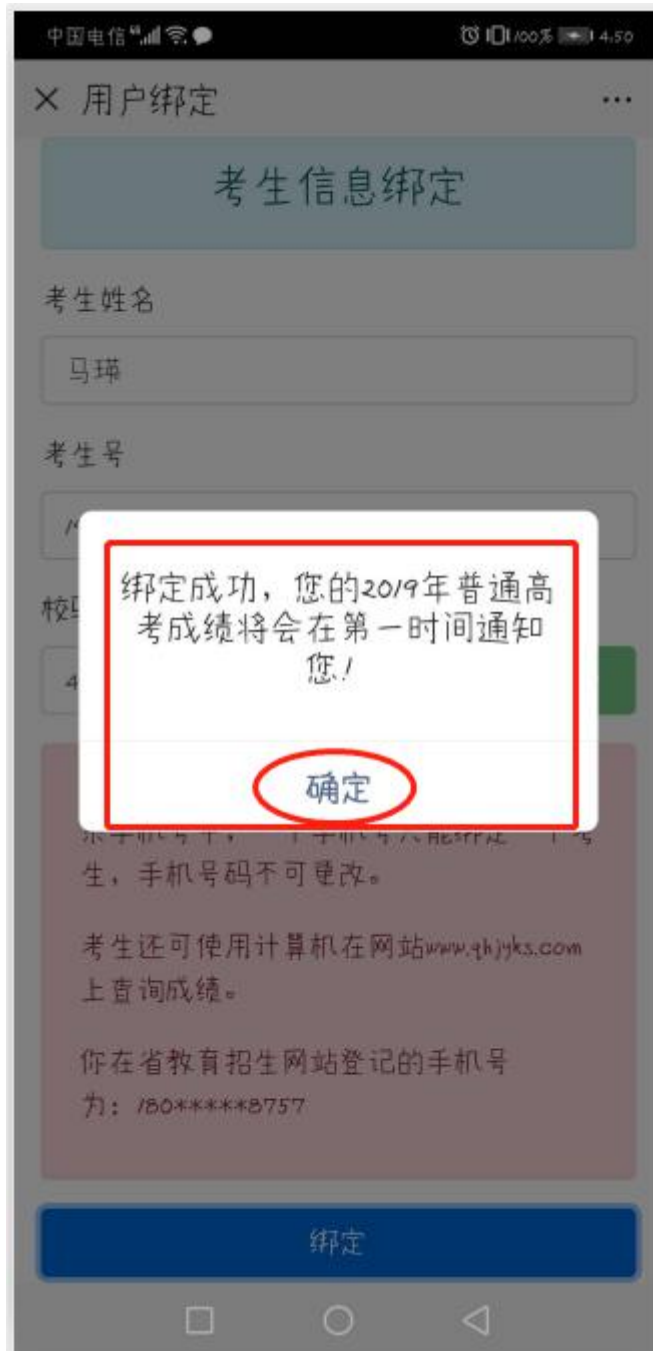 中国电信 4G 100% 4:50
× 用户绑定 ...
考生信息绑定
考生姓名
马瑛
考生号
绑定成功，您的2019年普通高
考成绩将会在第一时间通知
您！
确定
生，手机号码不可更改。
考生还可使用计算机在网站www.qhjyks.com
上查询成绩。
你在省教育招生网站登记的手机号
为：180*****8757
绑定